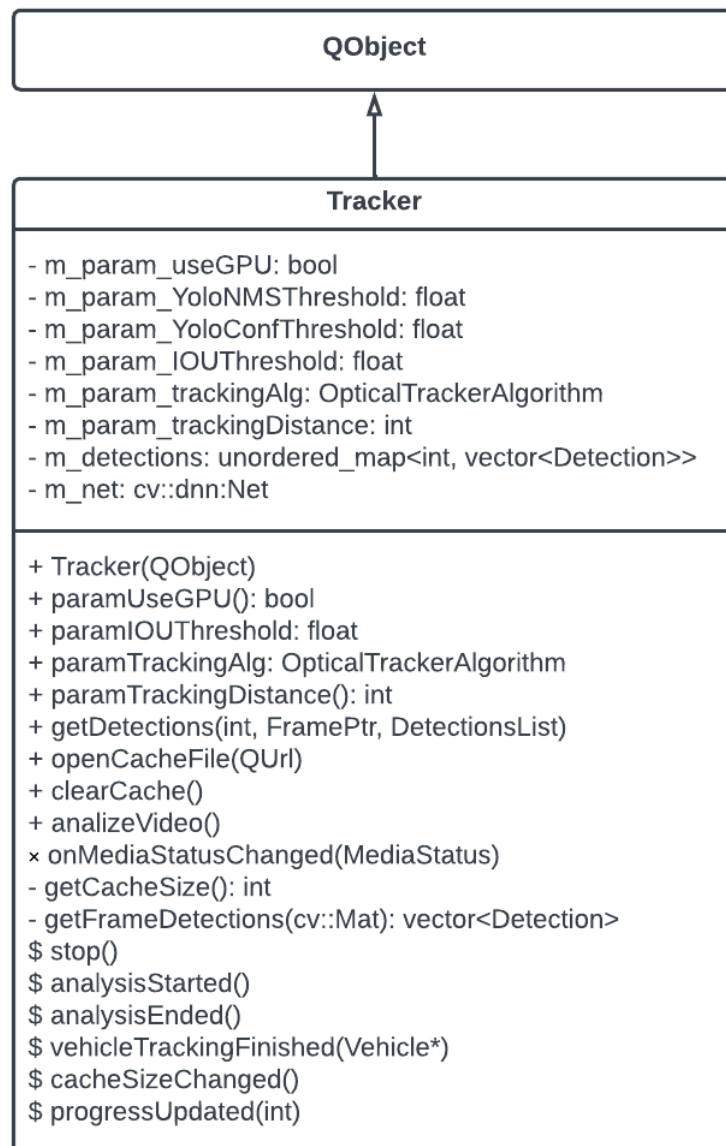 QObject
Tracker
- m_param_useGPU: bool
- m_param_YoloNMSThreshold: float
- m_param_YoloConfThreshold: float
- m_param_IOUThreshold: float
- m_param_trackingAlg: OpticalTrackerAlgorithm
- m_param_trackingDistance: int
- m_detections: unordered_map<int, vector<Detection>>
- m_net: cv::dnn:Net
+ Tracker(QObject)
+ paramUseGPU(): bool
+ paramIOUThreshold: float
+ paramTrackingAlg: OpticalTrackerAlgorithm
+ paramTrackingDistance(): int
+ getDetections(int, FramePtr, DetectionsList)
+ openCacheFile(QUrl)
+ clearCache()
+ analizeVideo()
× onMediaStatusChanged(MediaStatus)
- getCacheSize(): int
- getFrameDetections(cv::Mat): vector<Detection>
$ stop()
$ analysisStarted()
$ analysisEnded()
$ vehicleTrackingFinished(Vehicle*)
$ cacheSizeChanged()
$ progressUpdated(int)